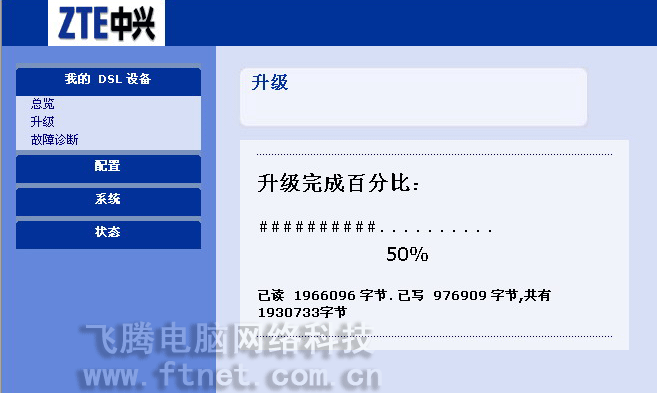 ZTE中兴
我的 DSL 设备
总览
升级
故障诊断
配置
系统
状态
升级
升级完成百分比：
##########..........
50%
已读 1966096 字节. 已写 976909 字节,共有
1930733字节
飞腾电脑网络科技
www.ftnet.com.cn